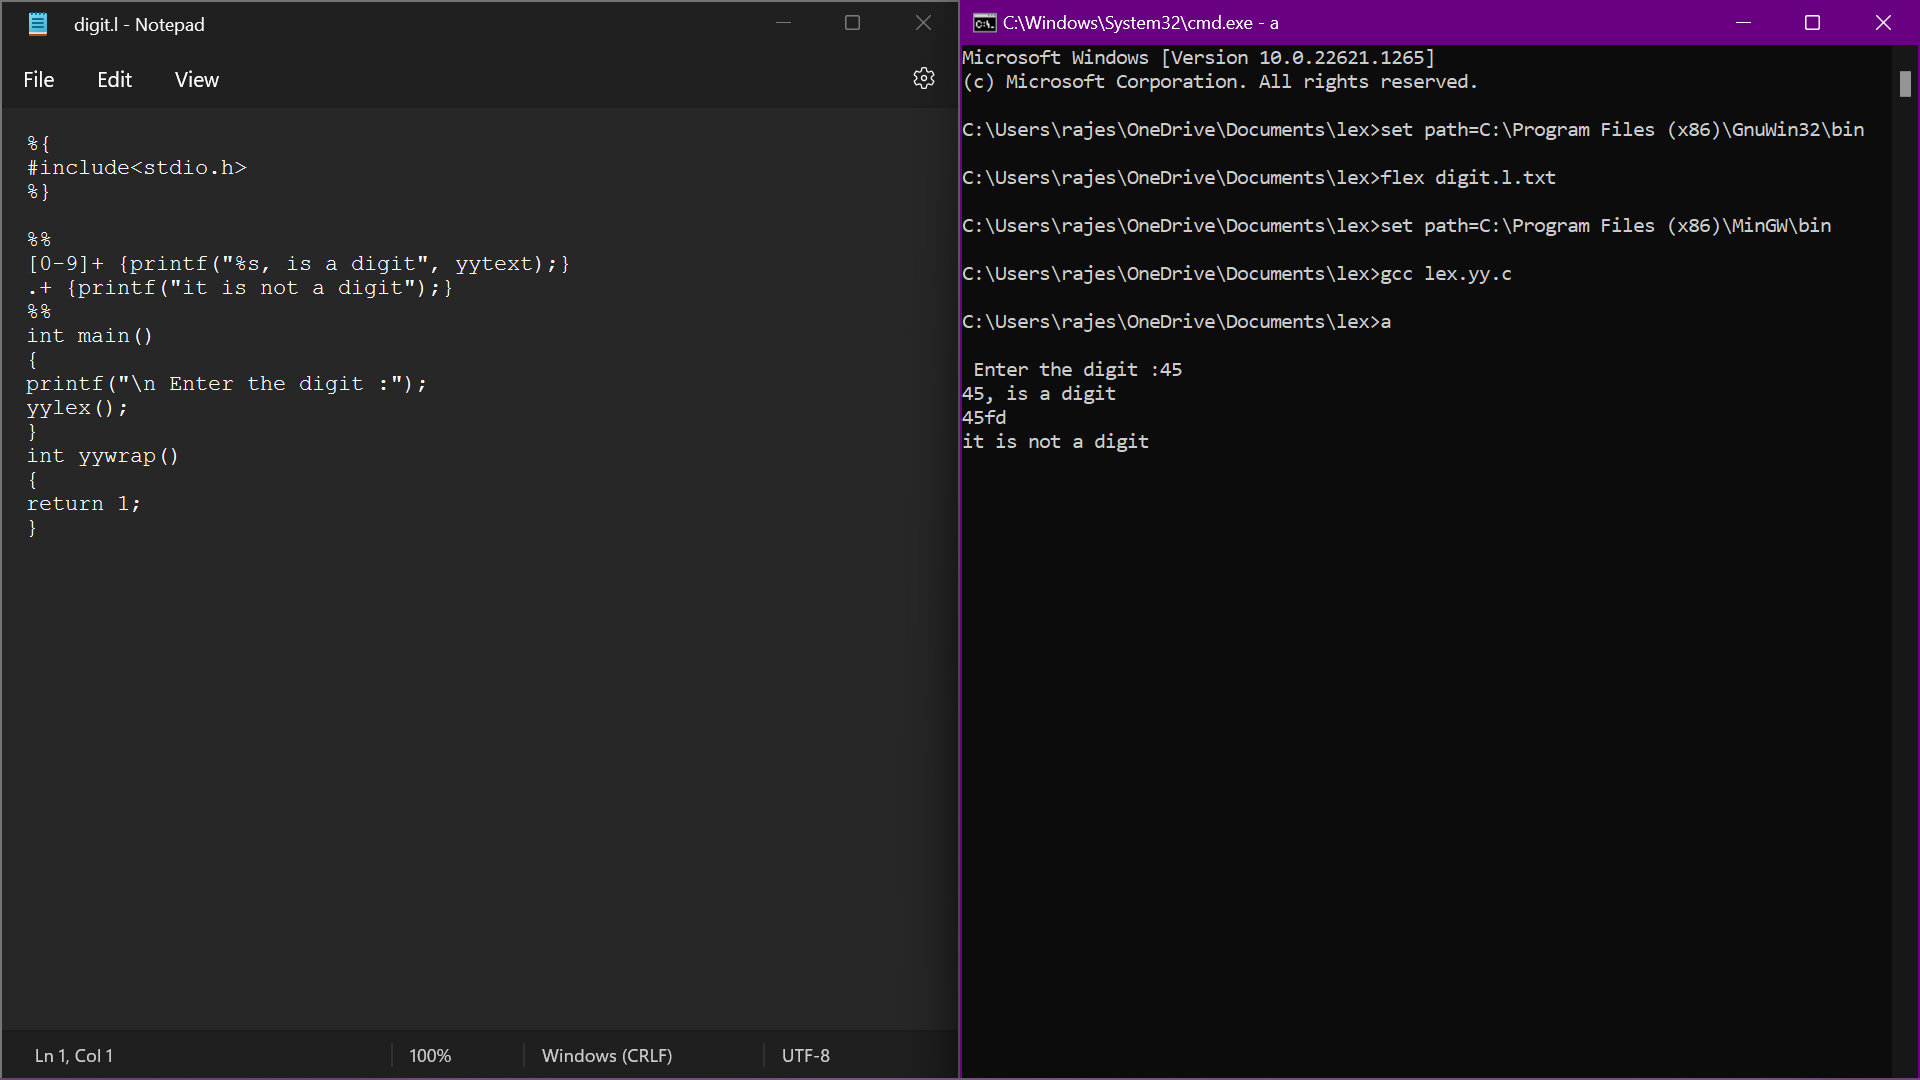 digit.l - Notepad
File Edit View
%{
#include<stdio.h>
%}
%%
[0-9]+ {printf("%s, is a digit", yytext);}
.+ {printf("it is not a digit");}
%%
int main()
{
printf("\n Enter the digit :");
yylex();
}
int yywrap()
{
return 1;
}
Ln 1, Col 1 100% Windows (CRLF) UTF-8
C:\Windows\System32\cmd.exe - a
Microsoft Windows [Version 10.0.22621.1265]
(c) Microsoft Corporation. All rights reserved.
C:\Users\rajes\OneDrive\Documents\lex>set path=C:\Program Files (x86)\GnuWin32\bin
C:\Users\rajes\OneDrive\Documents\lex>flex digit.l.txt
C:\Users\rajes\OneDrive\Documents\lex>set path=C:\Program Files (x86)\MinGW\bin
C:\Users\rajes\OneDrive\Documents\lex>gcc lex.yy.c
C:\Users\rajes\OneDrive\Documents\lex>a
Enter the digit :45
45, is a digit
45fd
it is not a digit